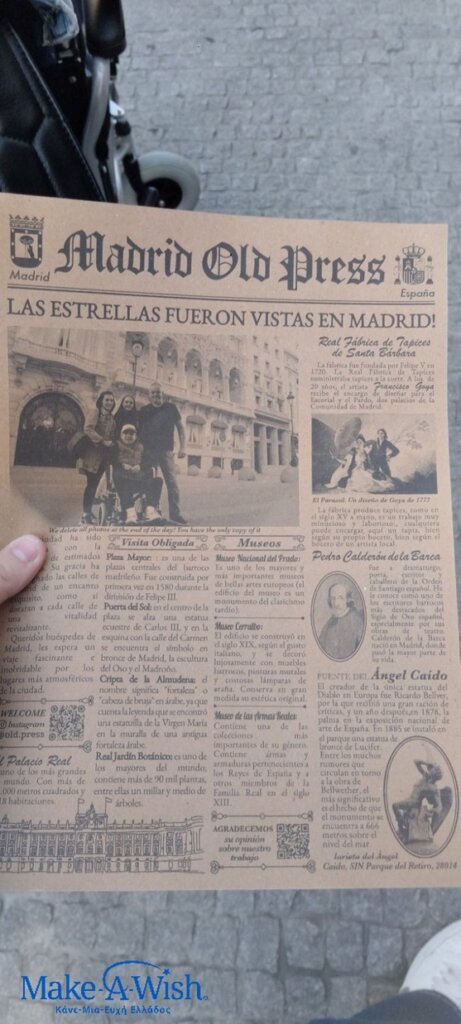 Madrid Old Press
Madrid
España
LAS ESTRELLAS FUERON VISTAS EN MADRID!
We delete all photos at the end of the day! You have the only copy of it
ciudad ha sido
de estimadas
Su gracia ha
las calles de
de un encanto
como si
doraran a cada calle de
una vitalidad
revitalizante.
Queridos huéspedes de
Madrid, les espera un
viaje fascinante e
inolvidable por los
lugares más atmosféricos
de la ciudad.
WELCOME
Instagram
@old.press
El Palacio Real
uno de los más grandes
mundo. Con más de
000 metros cuadrados y
8 habitaciones.
Visita Obligada
Plaza Mayor: es una de las
plazas centrales del barroco
madrileño. Fue construida por
primera vez en 1580 durante la
división de Felipe III.
Puerta del Sol: en el centro de la
plaza se alza una estatua
ecuestre de Carlos III, y en la
esquina con la calle del Carmen
se encuentra el símbolo en
bronce de Madrid, la escultura
del Oso y el Madroño.
Cripta de la Almudena: el
nombre significa "fortaleza" o
"cabeza de bruja" en árabe, ya que
cuenta la leyenda que se encontró
una estatuilla de la Virgen María
en la muralla de una antigua
fortaleza árabe.
Real Jardín Botánico: es uno de
los mayores del mundo;
contiene más de 90 mil plantas,
entre ellas un millar y medio de
árboles.
Museos
Museo Nacional del Prado:
Es uno de los mayores y
más importantes museos
de bellas artes europeas (el
edificio del museo es un
monumento del clasicismo
tardío)
Museo Cerralbo:
El edificio se construyó en
el siglo XIX, según el gusto
italiano, y se decoró
lujosamente con muebles
barrocos, pinturas murales
y costosas lámparas de
araña. Conserva en gran
medida su estética original.
Museo de las Armas Reales:
Contiene una de las
colecciones más
importantes de su género.
Contiene armas y
armaduras pertenecientes a
los Reyes de España y a
otros miembros de la
Familia Real en el siglo
XIII.
AGRADECEMOS
su opinión
sobre nuestro
trabajo
Real Fábrica de Tapices
de Santa Bárbara
La fábrica fue fundada por Felipe V en
1720. La Real Fábrica de Tapices
suministraba tapices a la corte. A los de
20 años, el artista Francisco Goya
recibe el encargo de diseñar para el
Escorial y el Pardo, dos palacios de la
Comunidad de Madrid.
El Parasol. Un diseño de Goya de 1777
La fábrica produce tapices, como en
el siglo XV a mano, es un trabajo muy
minucioso y laborioso, cualquiera
puede encargar aquí un tapiz, bien
según su propio boceto, bien según el
boceto de un artista local.
Pedro Calderón de la Barca
Fue a dramaturgo,
poeta, escritor y
caballero de la Orden
de Santiago español. Es
conocido como uno de
los escritores barrocos
más destacados del
Siglo de Oro español,
especialmente por sus
obras de teatro.
Calderón de la Barca
nació en Madrid, donde
pasó la mayor parte de
su vida.
FUENTE DEL Ángel Caído
El creador de la única estatua del
Diablo en Europa fue Ricardo Bellver,
por la que recibió una gran ración de
críticas, y un año después, en 1878, la
palma en la exposición nacional de
arte de España. En 1885 se instaló en
el parque una estatua de
bronce de Lucifer.
Entre los muchos
rumores que
circulan en torno
a la obra de
Bellwether, el
más significativo
es el hecho de que
el monumento se
encuentra a 666
metros sobre el
nivel del mar
Glorieta del Ángel
Caído, S/N Parque del Retiro, 28014
Make-A-Wish®
Κάνε-Μια-Ευχή Ελλάδος